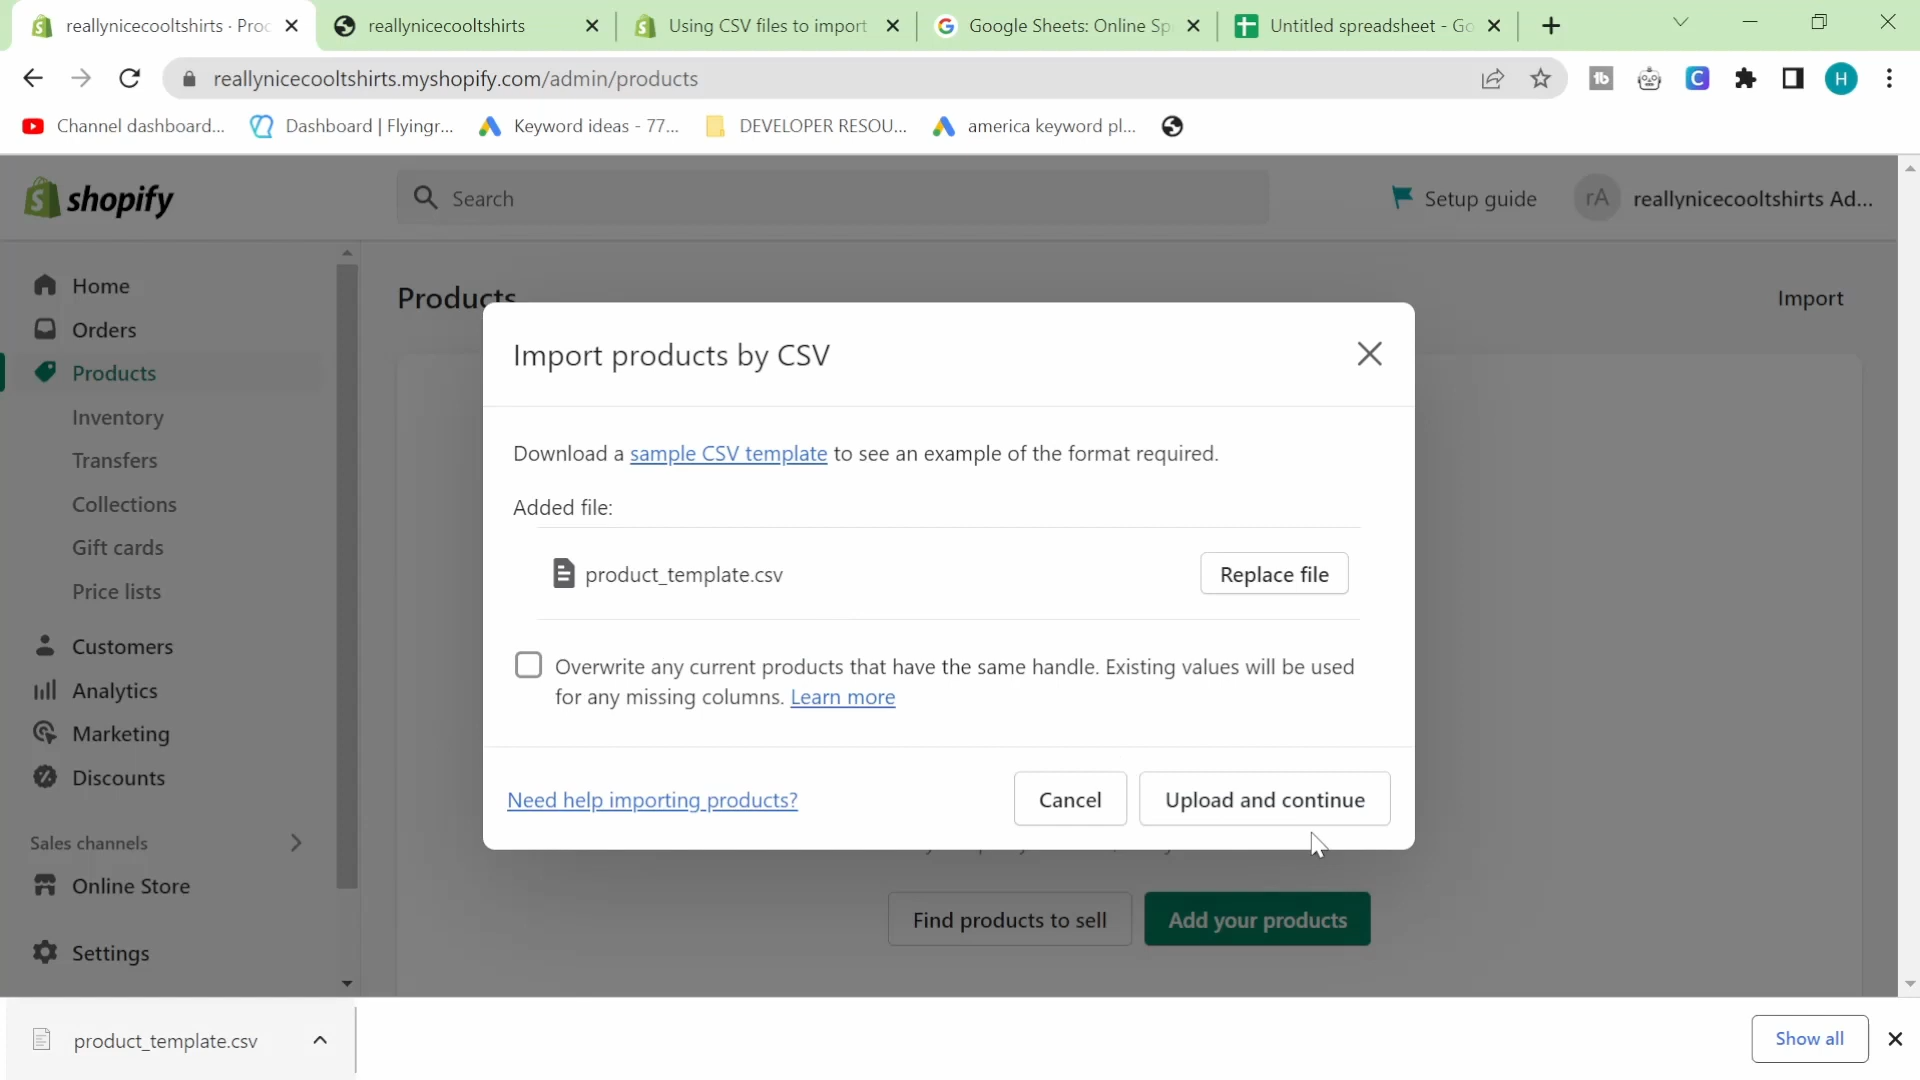 reallynicecooltshirts · Proc
reallynicecooltshirts
Using CSV files to import
Google Sheets: Online Sp
Untitled spreadsheet - Go
reallynicecooltshirts.myshopify.com/admin/products
tb
C
H
Channel dashboard...
Dashboard | Flyingr...
Keyword ideas - 77...
DEVELOPER RESOU...
america keyword pl...
shopify
Search
Setup guide
rA
reallynicecooltshirts Ad...
Home
Orders
Products
Inventory
Transfers
Collections
Gift cards
Price lists
Customers
Analytics
Marketing
Discounts
Sales channels
Online Store
Settings
Products
Import
Import products by CSV
Download a sample CSV template to see an example of the format required.
Added file:
product_template.csv
Replace file
Overwrite any current products that have the same handle. Existing values will be used
for any missing columns. Learn more
Need help importing products?
Cancel
Upload and continue
Find products to sell
Add your products
product_template.csv
Show all